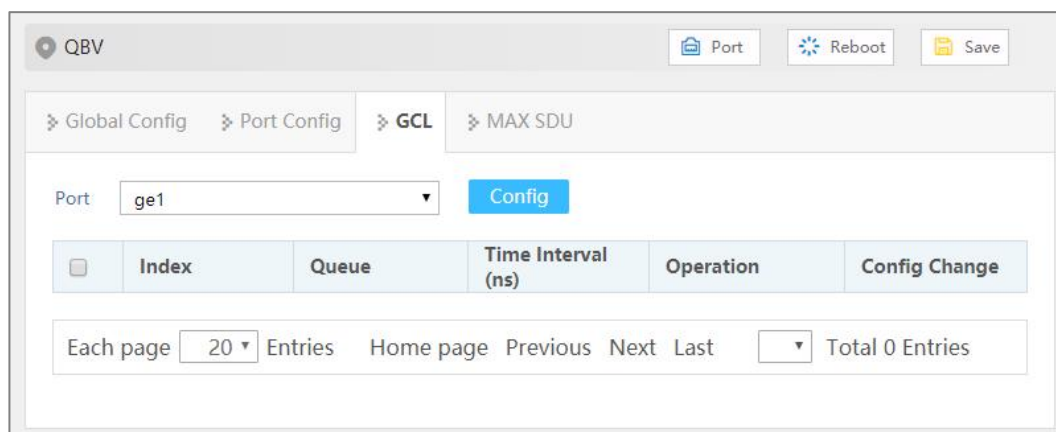 QBV Port Reboot Save
Global Config Port Config GCL MAX SDU
Port ge1 Config
Index Queue Time Interval (ns) Operation Config Change
Each page 20 Entries Home page Previous Next Last Total 0 Entries